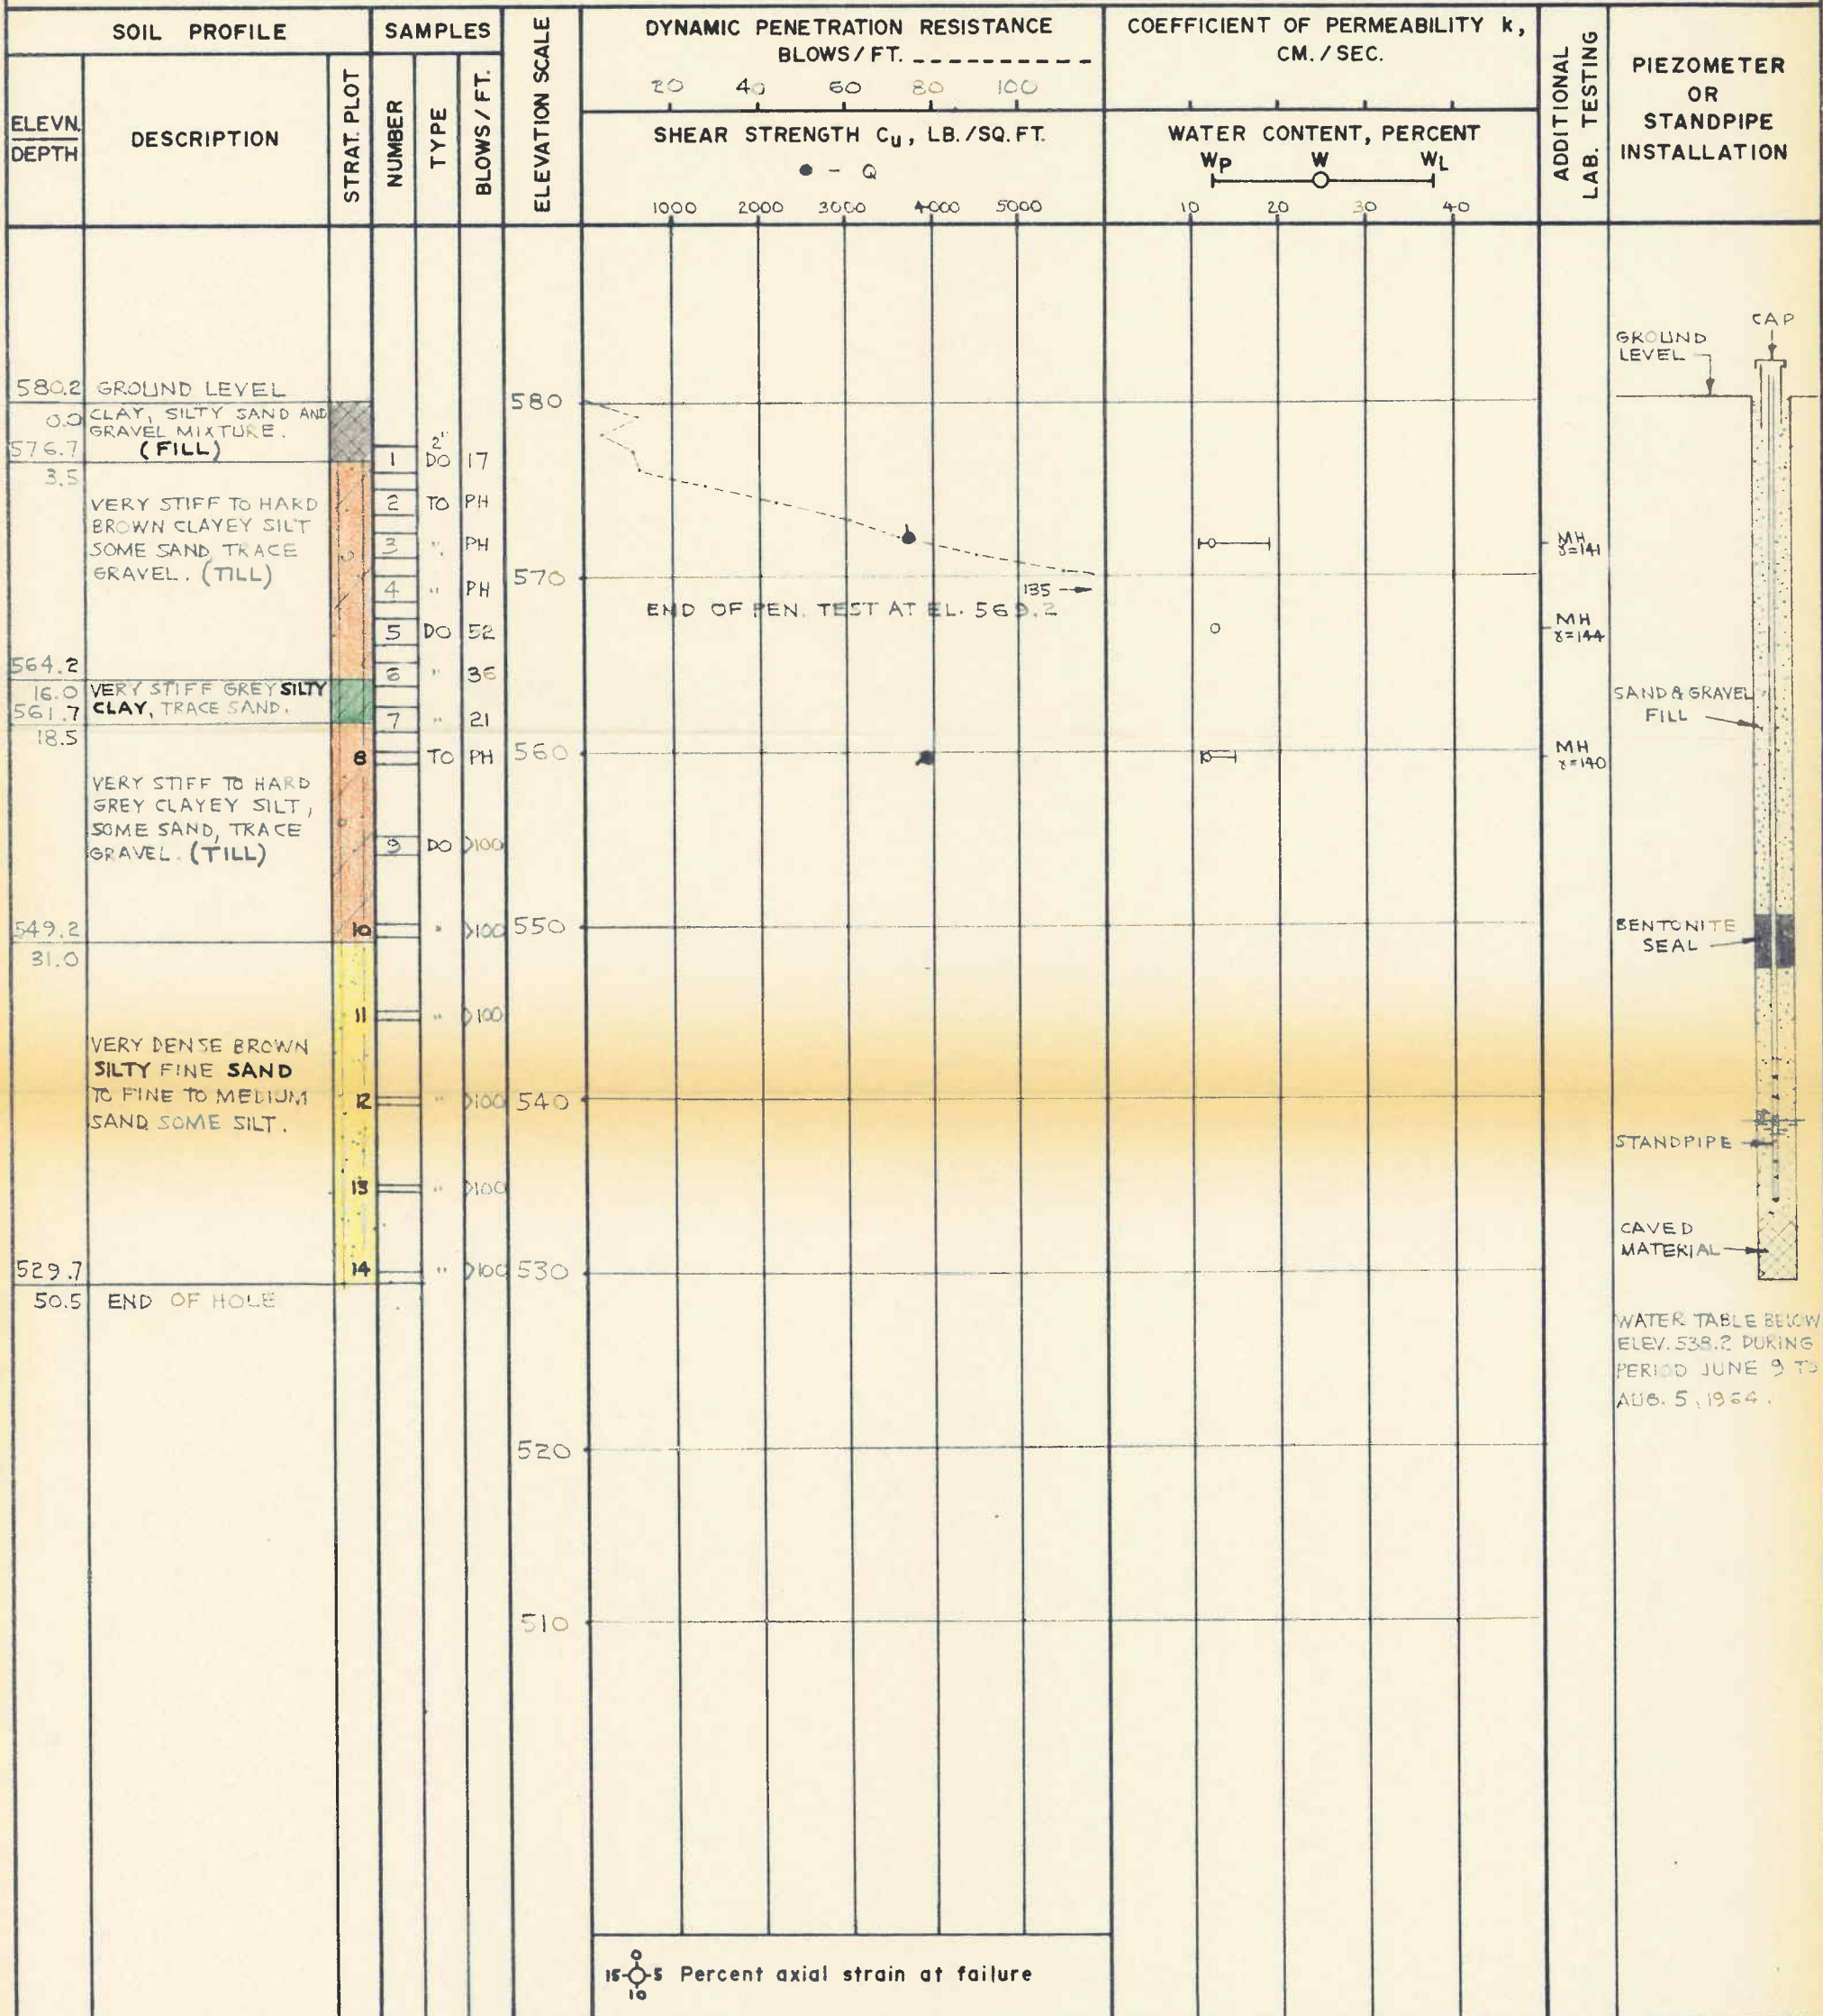 SOIL PROFILE
SAMPLES
ELEVATION SCALE
DYNAMIC PENETRATION RESISTANCE
BLOWS / FT. ----------
20 40 60 80 100
COEFFICIENT OF PERMEABILITY k,
CM. / SEC.
ADDITIONAL
LAB. TESTING
PIEZOMETER
OR
STANDPIPE
INSTALLATION
ELEVN.
DEPTH
DESCRIPTION
STRAT. PLOT
NUMBER
TYPE
BLOWS / FT.
SHEAR STRENGTH Cu, LB./SQ. FT.
● - Q
1000 2000 3000 4000 5000
WATER CONTENT, PERCENT
WP W WL
10 20 30 40
CAP
GROUND
LEVEL
580.2 GROUND LEVEL
0.0 CLAY, SILTY SAND AND
GRAVEL MIXTURE.
576.7 (FILL)
3.5
580
1 2" DO 17
VERY STIFF TO HARD
BROWN CLAYEY SILT
SOME SAND, TRACE
GRAVEL. (TILL)
2 TO PH
3 " PH
MH
γ=141
4 " PH
570
135
END OF PEN. TEST AT EL. 569.2
5 DO 52
MH
γ=144
564.2
16.0 VERY STIFF GREY SILTY
561.7 CLAY, TRACE SAND.
18.5
6 " 36
7 " 21
SAND & GRAVEL
FILL
8 TO PH 560
MH
γ=140
VERY STIFF TO HARD
GREY CLAYEY SILT,
SOME SAND, TRACE
GRAVEL. (TILL)
9 DO >100
549.2
31.0
10 " >100 550
BENTONITE
SEAL
11 " >100
VERY DENSE BROWN
SILTY FINE SAND
TO FINE TO MEDIUM
SAND SOME SILT.
12 " >100 540
STANDPIPE
13 " >100
CAVED
MATERIAL
529.7
14 " >100 530
50.5 END OF HOLE
WATER TABLE BELOW
ELEV. 538.2 DURING
PERIOD JUNE 9 TO
AUG. 5, 1964.
520
510
0
15 5 Percent axial strain at failure
10